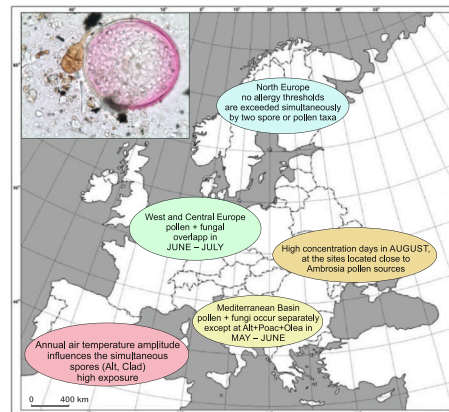 North Europe
no allergy thresholds
are exceeded simultaneously
by two spore or pollen taxa
West and Central Europe
pollen + fungal
overlapp in
JUNE – JULY
High concentration days in AUGUST,
at the sites located close to
Ambrosia pollen sources
Mediterranean Basin
pollen + fungi occur separately
except at Alt+Poac+Olea in
MAY – JUNE
Annual air temperature amplitude
influences the simultaneous
spores (Alt, Clad)
high exposure
0 400 km